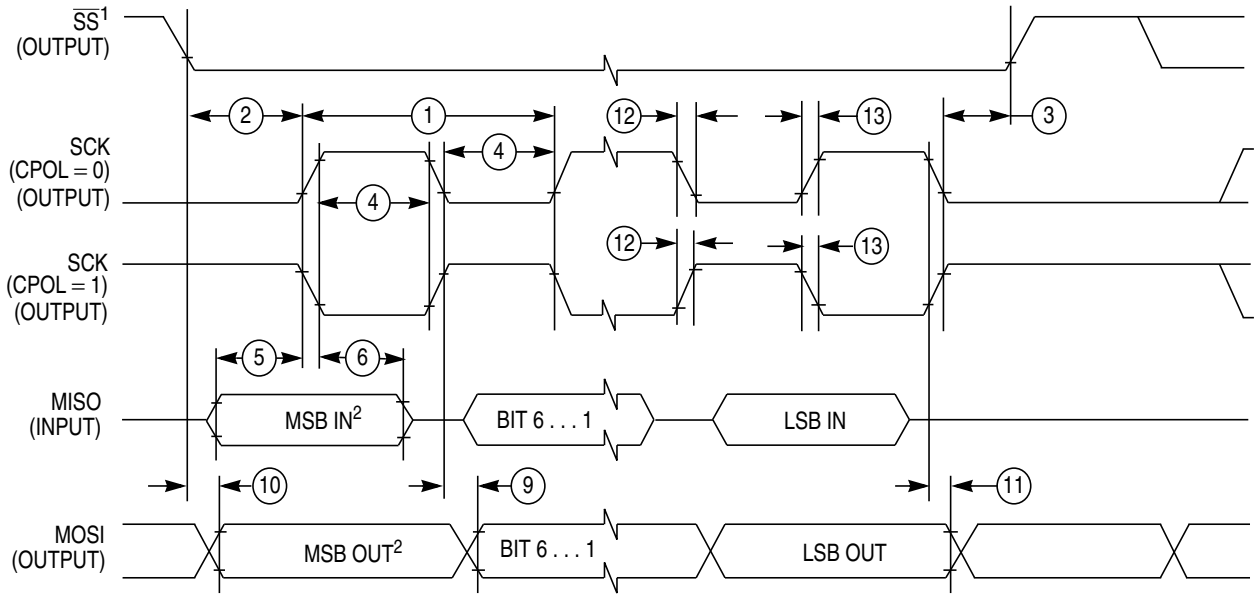 SS¹
(OUTPUT)
2
1
12
13
3
SCK
(CPOL = 0)
(OUTPUT)
4
4
SCK
(CPOL = 1)
(OUTPUT)
12
13
5
6
MISO
(INPUT)
MSB IN²
BIT 6 . . . 1
LSB IN
10
9
11
MOSI
(OUTPUT)
MSB OUT²
BIT 6 . . . 1
LSB OUT